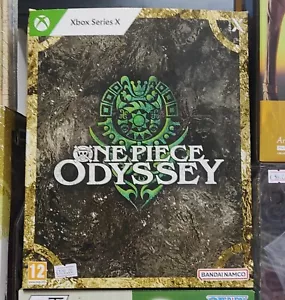 Xbox Series X
ONE PIECE
ODYSSEY
12
BANDAI NAMCO